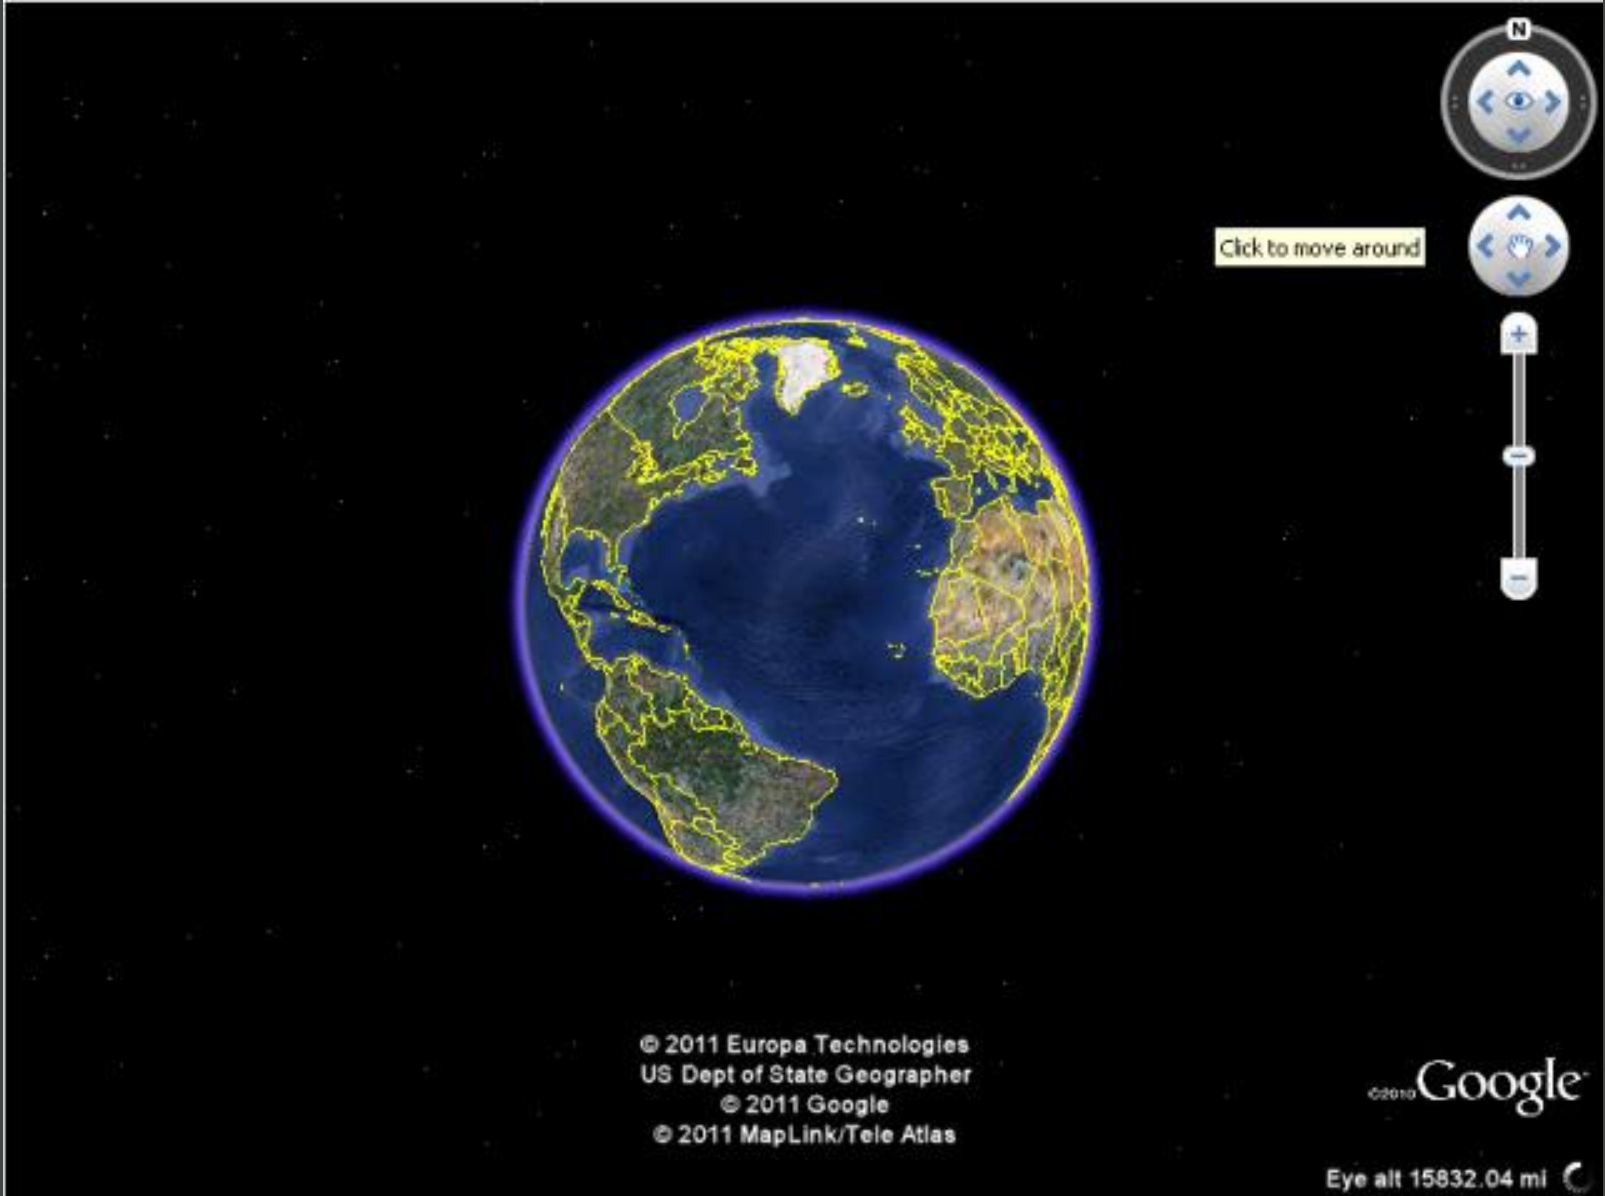 N
Click to move around
© 2011 Europa Technologies
US Dept of State Geographer
© 2011 Google
© 2011 MapLink/Tele Atlas
©2010 Google
Eye alt 15832.04 mi